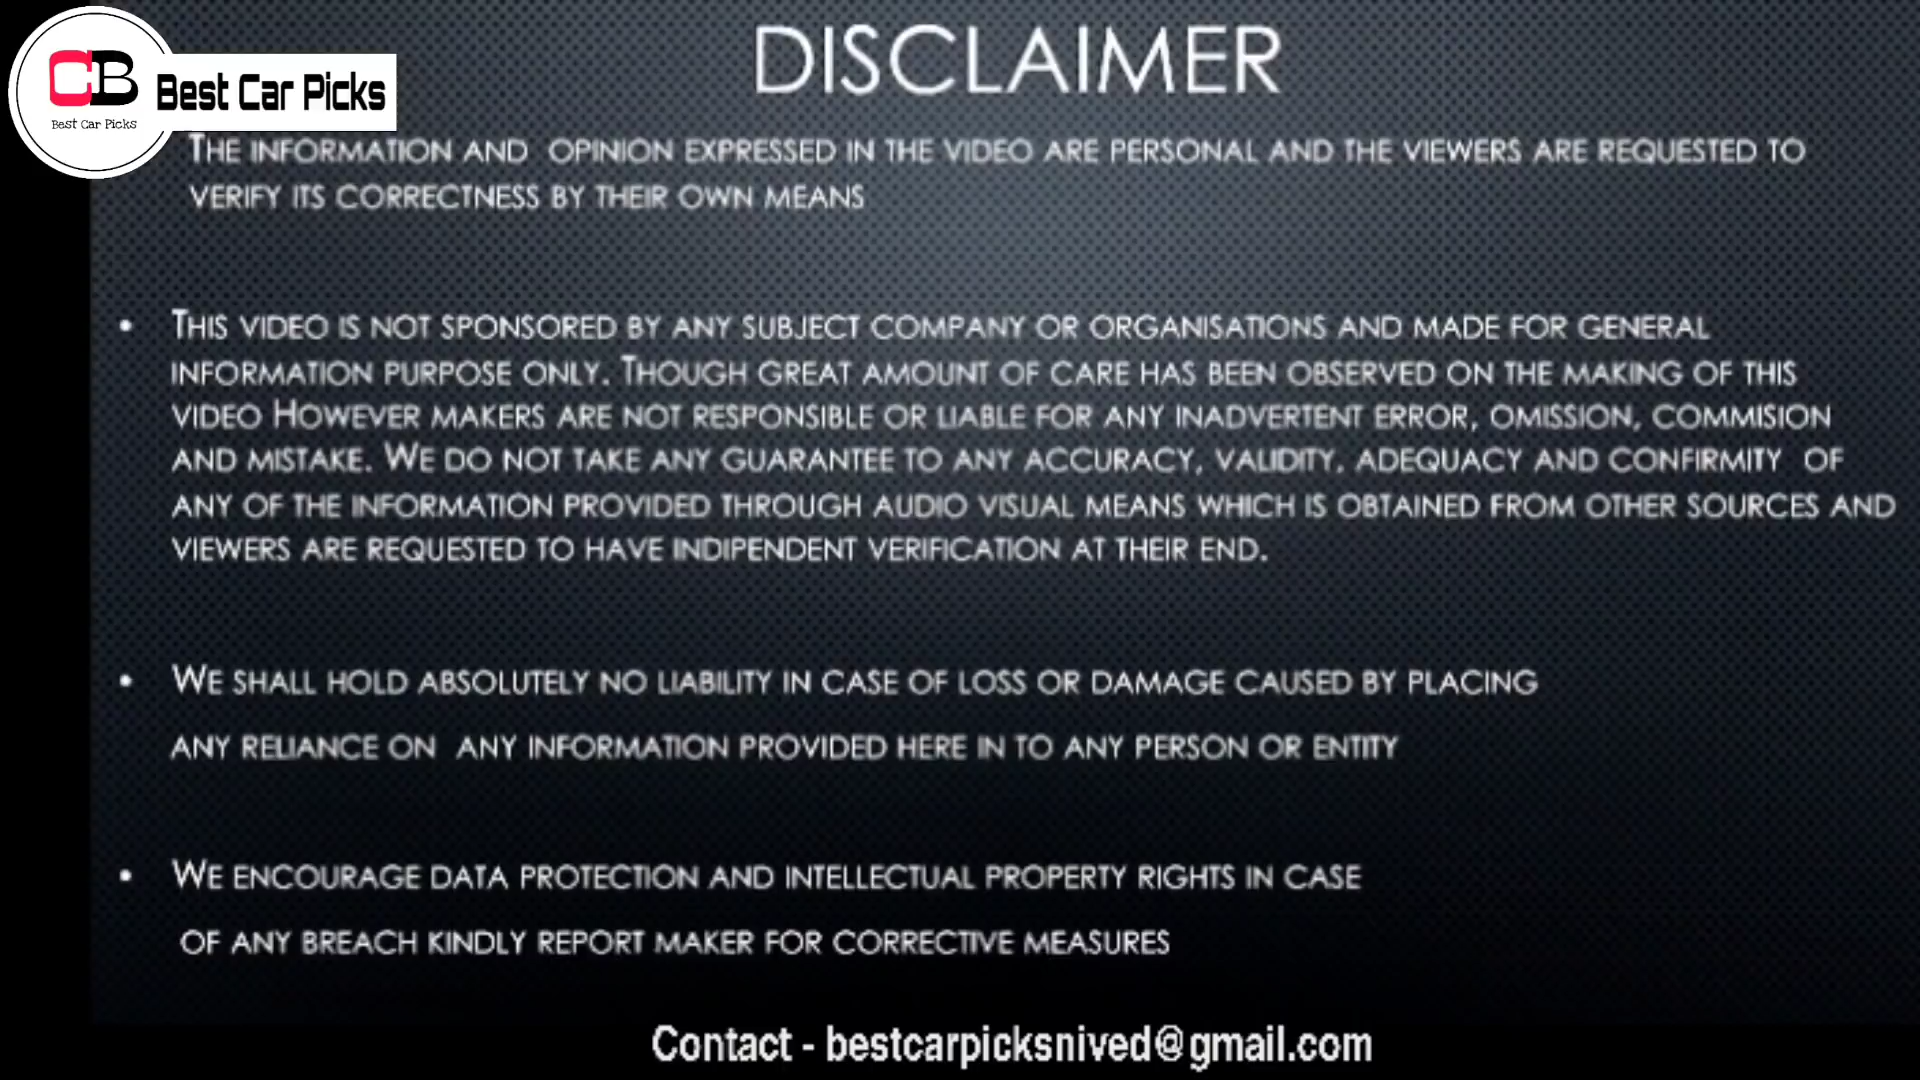 DISCLAIMER
CB
Best Car Picks
Best Car Picks
THE INFORMATION AND OPINION EXPRESSED IN THE VIDEO ARE PERSONAL AND THE VIEWERS ARE REQUESTED TO
VERIFY ITS CORRECTNESS BY THEIR OWN MEANS
• THIS VIDEO IS NOT SPONSORED BY ANY SUBJECT COMPANY OR ORGANISATIONS AND MADE FOR GENERAL
INFORMATION PURPOSE ONLY. THOUGH GREAT AMOUNT OF CARE HAS BEEN OBSERVED ON THE MAKING OF THIS
VIDEO HOWEVER MAKERS ARE NOT RESPONSIBLE OR LIABLE FOR ANY INADVERTENT ERROR, OMISSION, COMMISION
AND MISTAKE. WE DO NOT TAKE ANY GUARANTEE TO ANY ACCURACY, VALIDITY, ADEQUACY AND CONFIRMITY OF
ANY OF THE INFORMATION PROVIDED THROUGH AUDIO VISUAL MEANS WHICH IS OBTAINED FROM OTHER SOURCES AND
VIEWERS ARE REQUESTED TO HAVE INDIPENDENT VERIFICATION AT THEIR END.
• WE SHALL HOLD ABSOLUTELY NO LIABILITY IN CASE OF LOSS OR DAMAGE CAUSED BY PLACING
ANY RELIANCE ON ANY INFORMATION PROVIDED HERE IN TO ANY PERSON OR ENTITY
• WE ENCOURAGE DATA PROTECTION AND INTELLECTUAL PROPERTY RIGHTS IN CASE
OF ANY BREACH KINDLY REPORT MAKER FOR CORRECTIVE MEASURES
Contact - bestcarpicksnived@gmail.com